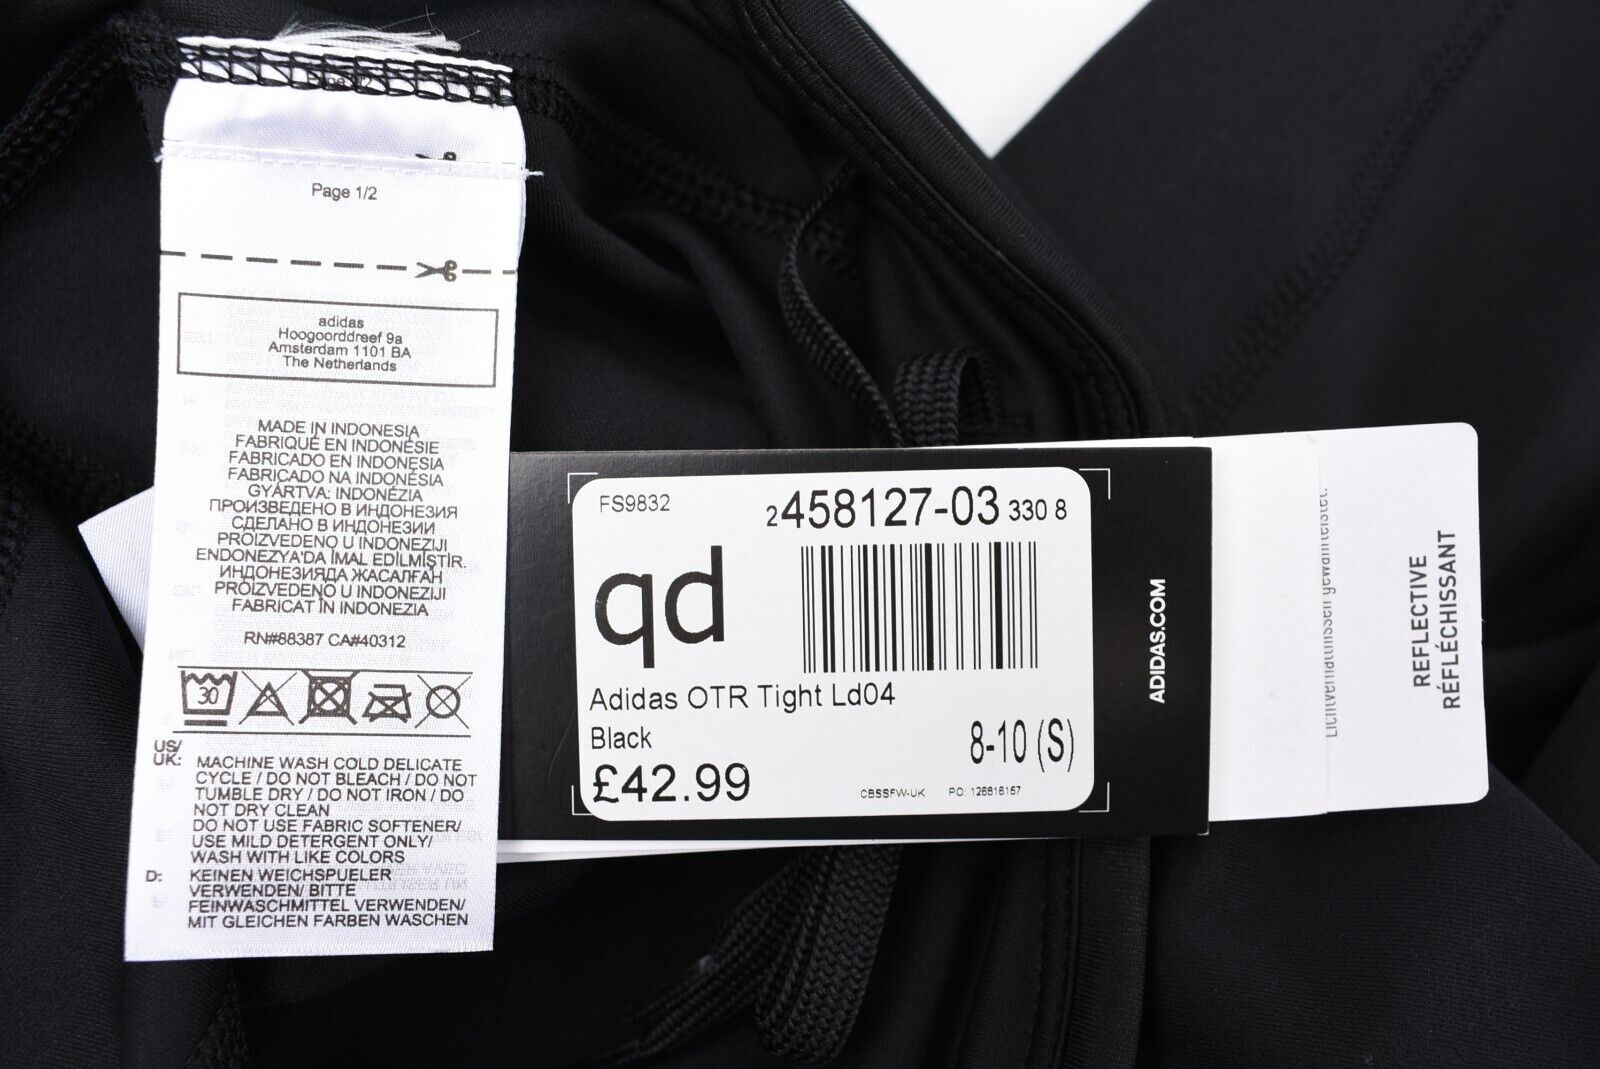 Page 1/2
adidas
Hoogoorddreef 9a
Amsterdam 1101 BA
The Netherlands
MADE IN INDONESIA
FABRIQUÉ EN INDONÉSIE
FABRICADO EN INDONESIA
FABRICADO NA INDONÉSIA
GYÁRTVA: INDONÉZIA
ПРОИЗВЕДЕНО В ИНДОНЕЗИЯ
СДЕЛАНО В ИНДОНЕЗИИ
PROIZVEDENO U INDONEZIJI
ENDONEZYA'DA İMAL EDİLMİŞTİR.
ИНДОНЕЗИЯДА ЖАСАЛҒАН
PROIZVEDENO U INDONEZIJI
FABRICAT ÎN INDONEZIA
RN#88387 CA#40312
30
US/
UK: MACHINE WASH COLD DELICATE
CYCLE / DO NOT BLEACH / DO NOT
TUMBLE DRY / DO NOT IRON / DO
NOT DRY CLEAN
DO NOT USE FABRIC SOFTENER/
USE MILD DETERGENT ONLY/
WASH WITH LIKE COLORS
D: KEINEN WEICHSPUELER
VERWENDEN/ BITTE
FEINWASCHMITTEL VERWENDEN/
MIT GLEICHEN FARBEN WASCHEN
FS9832
2458127-03 330 8
qd
Adidas OTR Tight Ld04
Black
8-10 (S)
£42.99
CBSSFW-UK PO: 126816157
ADIDAS.COM
Lichtverhältnissen gewährleistet.
REFLECTIVE
RÉFLÉCHISSANT